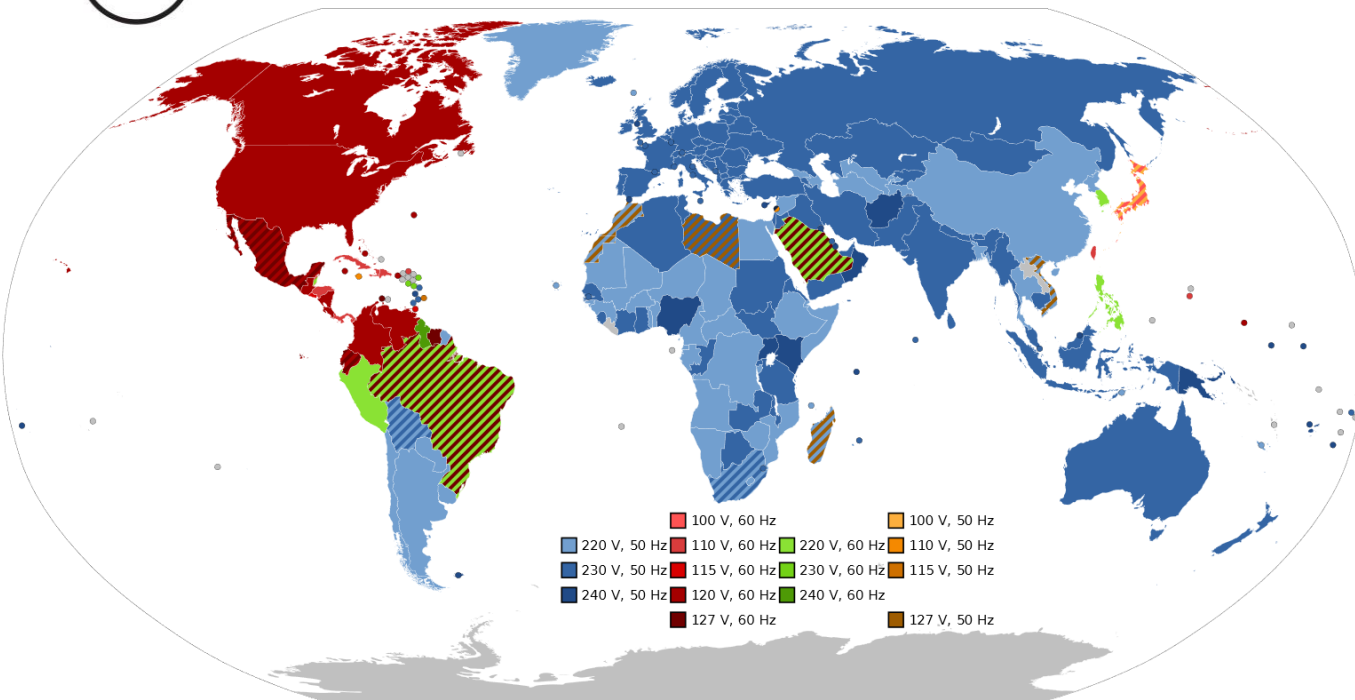 100 V, 60 Hz 100 V, 50 Hz
220 V, 50 Hz 110 V, 60 Hz 220 V, 60 Hz 110 V, 50 Hz
230 V, 50 Hz 115 V, 60 Hz 230 V, 60 Hz 115 V, 50 Hz
240 V, 50 Hz 120 V, 60 Hz 240 V, 60 Hz
127 V, 60 Hz 127 V, 50 Hz